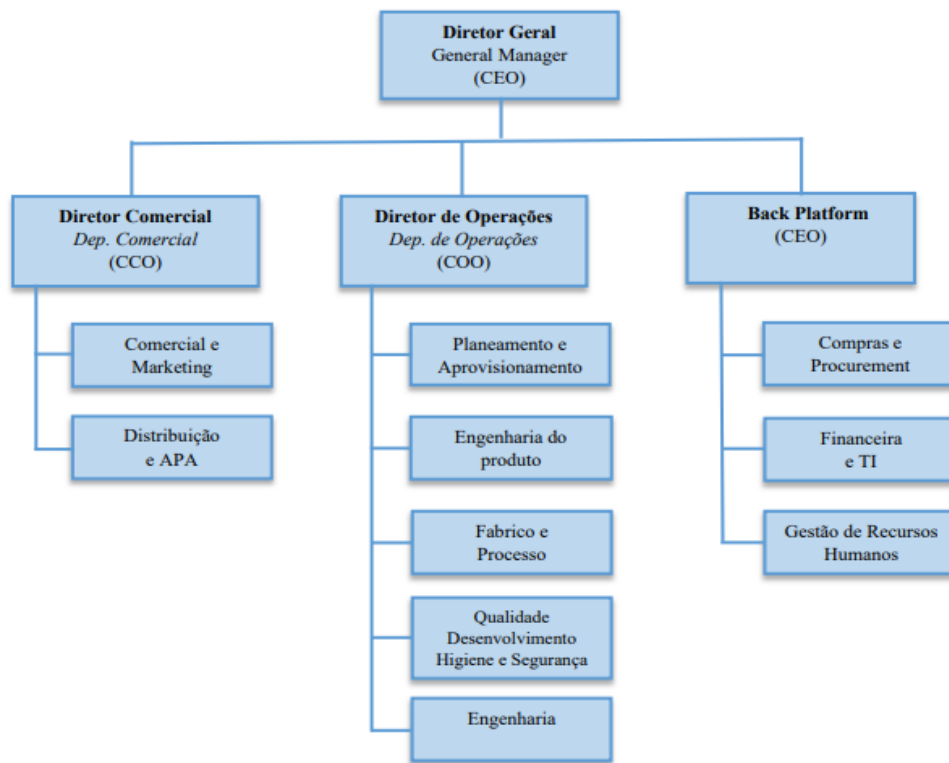 Diretor Geral
General Manager
(CEO)
Diretor Comercial
Dep. Comercial
(CCO)
Diretor de Operações
Dep. de Operações
(COO)
Back Platform
(CEO)
Comercial e
Marketing
Distribuição
e APA
Planeamento e
Aprovisionamento
Engenharia do
produto
Fabrico e
Processo
Qualidade
Desenvolvimento
Higiene e Segurança
Engenharia
Compras e
Procurement
Financeira
e TI
Gestão de Recursos
Humanos